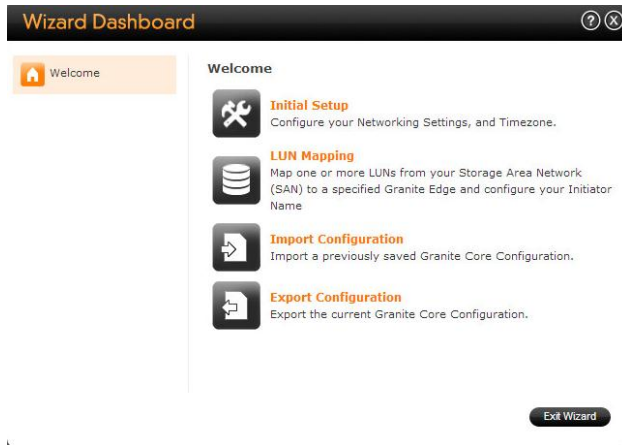 Wizard Dashboard
? X
Welcome
Welcome
Initial Setup
Configure your Networking Settings, and Timezone.
LUN Mapping
Map one or more LUNs from your Storage Area Network
(SAN) to a specified Granite Edge and configure your Initiator
Name
Import Configuration
Import a previously saved Granite Core Configuration.
Export Configuration
Export the current Granite Core Configuration.
Exit Wizard